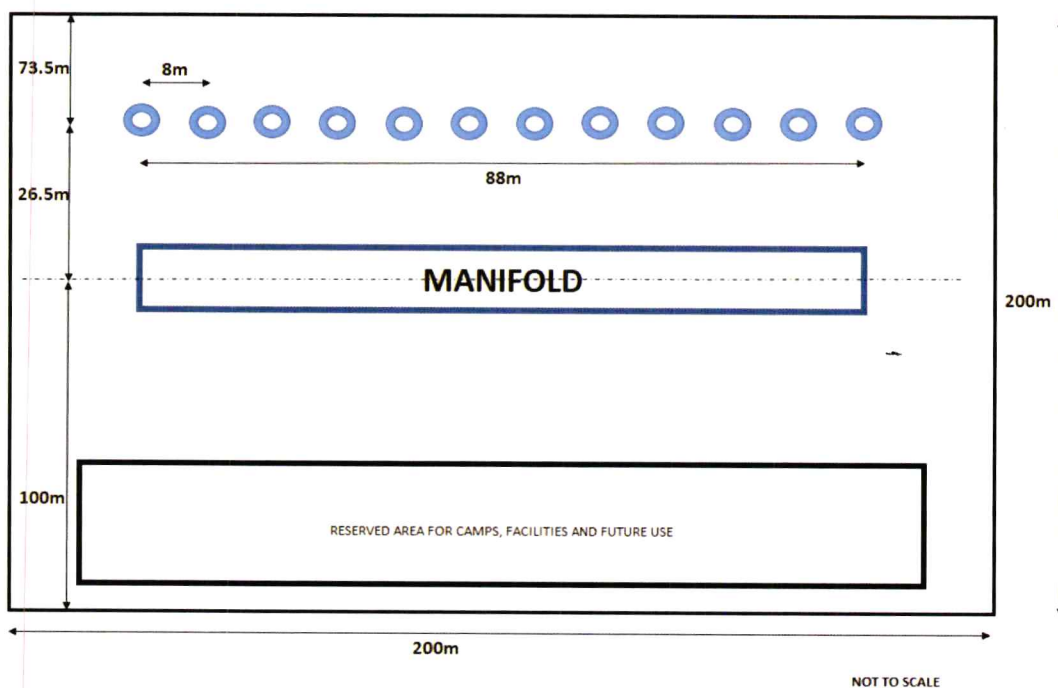 73.5m
8m
26.5m
88m
MANIFOLD
200m
100m
RESERVED AREA FOR CAMPS, FACILITIES AND FUTURE USE
200m
NOT TO SCALE